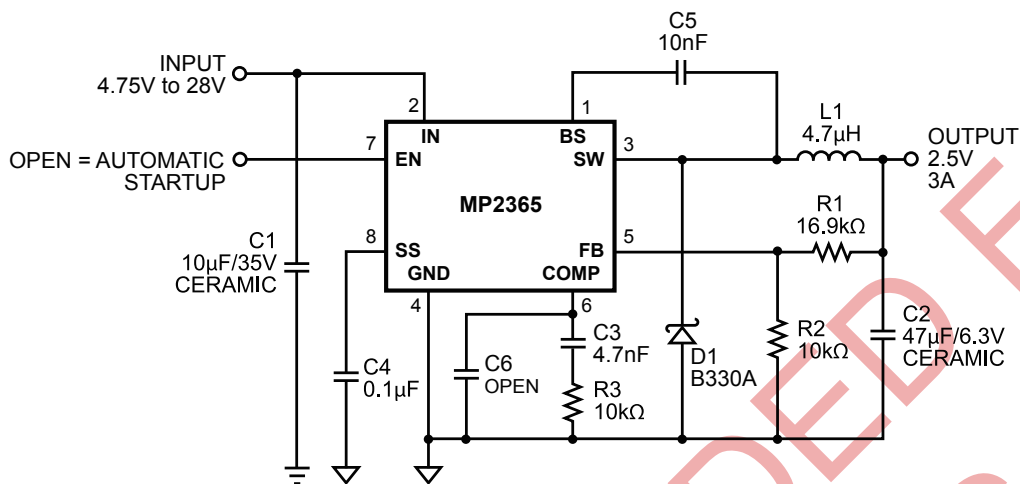 C5
10nF
INPUT
4.75V to 28V
2
1
IN
BS
L1
4.7µH
7
EN
SW
3
OUTPUT
2.5V
3A
OPEN = AUTOMATIC
STARTUP
MP2365
R1
16.9kΩ
8
SS
FB
5
C1
10µF/35V
CERAMIC
GND
COMP
4
6
C2
47µF/6.3V
CERAMIC
C3
4.7nF
R2
10kΩ
D1
B330A
C4
0.1µF
C6
OPEN
R3
10kΩ
DED F